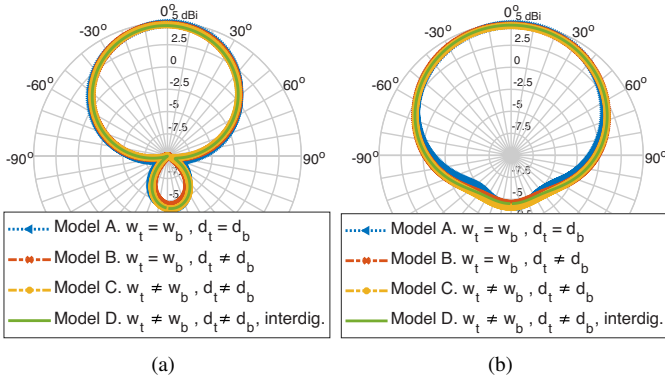 0°
5 dBi
-30°
30°
2.5
-60°
60°
0
-2.5
-5
-7.5
-90°
90°
-7.5
-5
Model A. w_t = w_b , d_t = d_b
Model B. w_t = w_b , d_t ≠ d_b
Model C. w_t ≠ w_b , d_t ≠ d_b
Model D. w_t ≠ w_b , d_t ≠ d_b, interdig.
(a)
0°
5 dBi
-30°
30°
2.5
-60°
60°
0
-2.5
-5
-7.5
-90°
90°
-7.5
-5
Model A. w_t = w_b , d_t = d_b
Model B. w_t = w_b , d_t ≠ d_b
Model C. w_t ≠ w_b , d_t ≠ d_b
Model D. w_t ≠ w_b , d_t ≠ d_b, interdig.
(b)